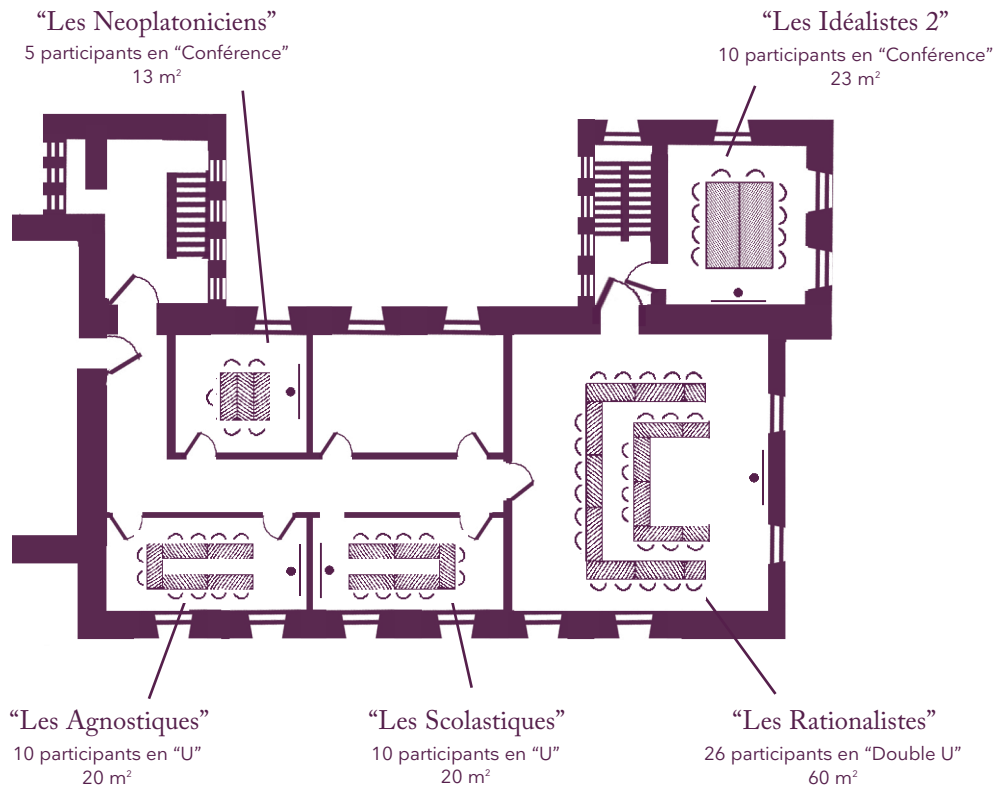 “Les Neoplatoniciens”
5 participants en “Conférence”
13 m²
“Les Idéalistes 2”
10 participants en “Conférence”
23 m²
“Les Agnostiques”
10 participants en “U”
20 m²
“Les Scolastiques”
10 participants en “U”
20 m²
“Les Rationalistes”
26 participants en “Double U”
60 m²